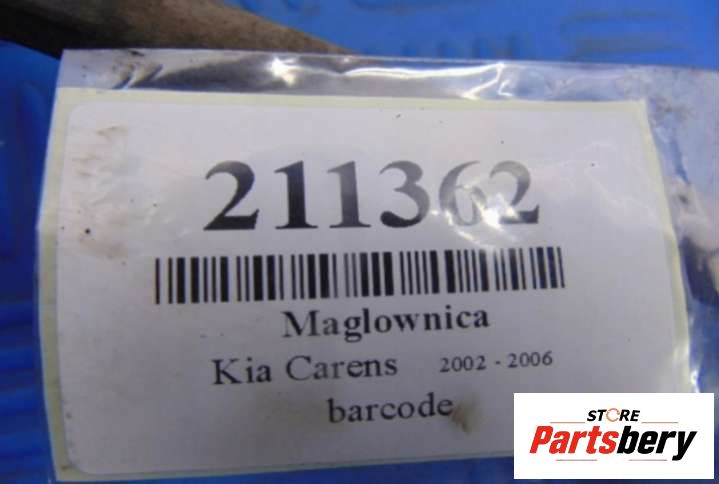 211362
Maglownica
Kia Carens 2002 - 2006
barcode
STORE
Partsbery